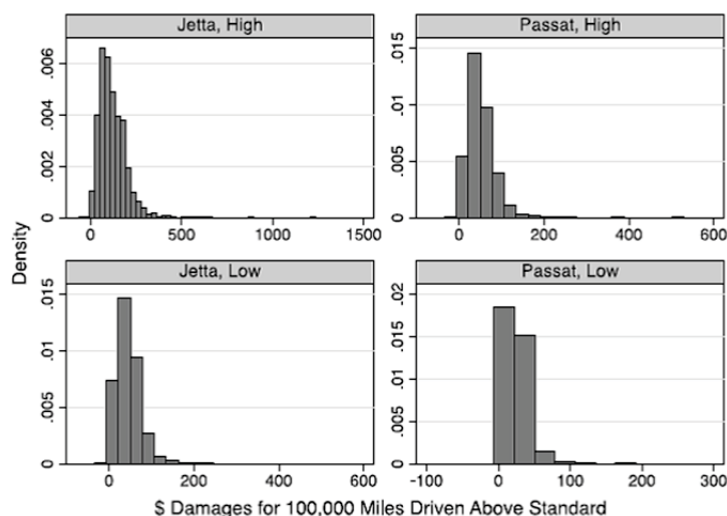 Jetta, High
Passat, High
.006
.004
.002
0
0 500 1000 1500
.015
.01
.005
0
0 200 400 600
Density
Jetta, Low
Passat, Low
.015
.01
.005
0
0 200 400 600
.02
.015
.01
.005
0
-100 0 100 200 300
$ Damages for 100,000 Miles Driven Above Standard